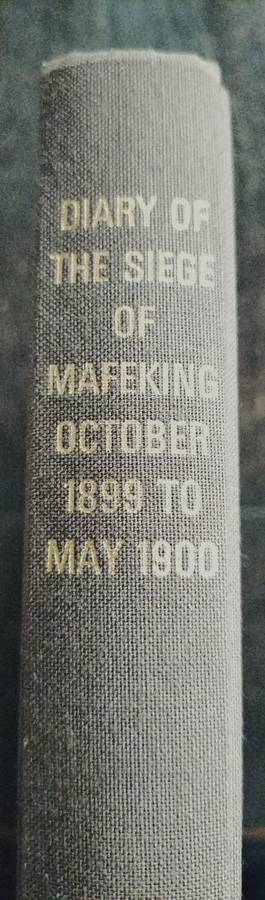 DIARY OF
THE SIEGE
OF
MAFEKING
OCTOBER
1899 TO
MAY 1900